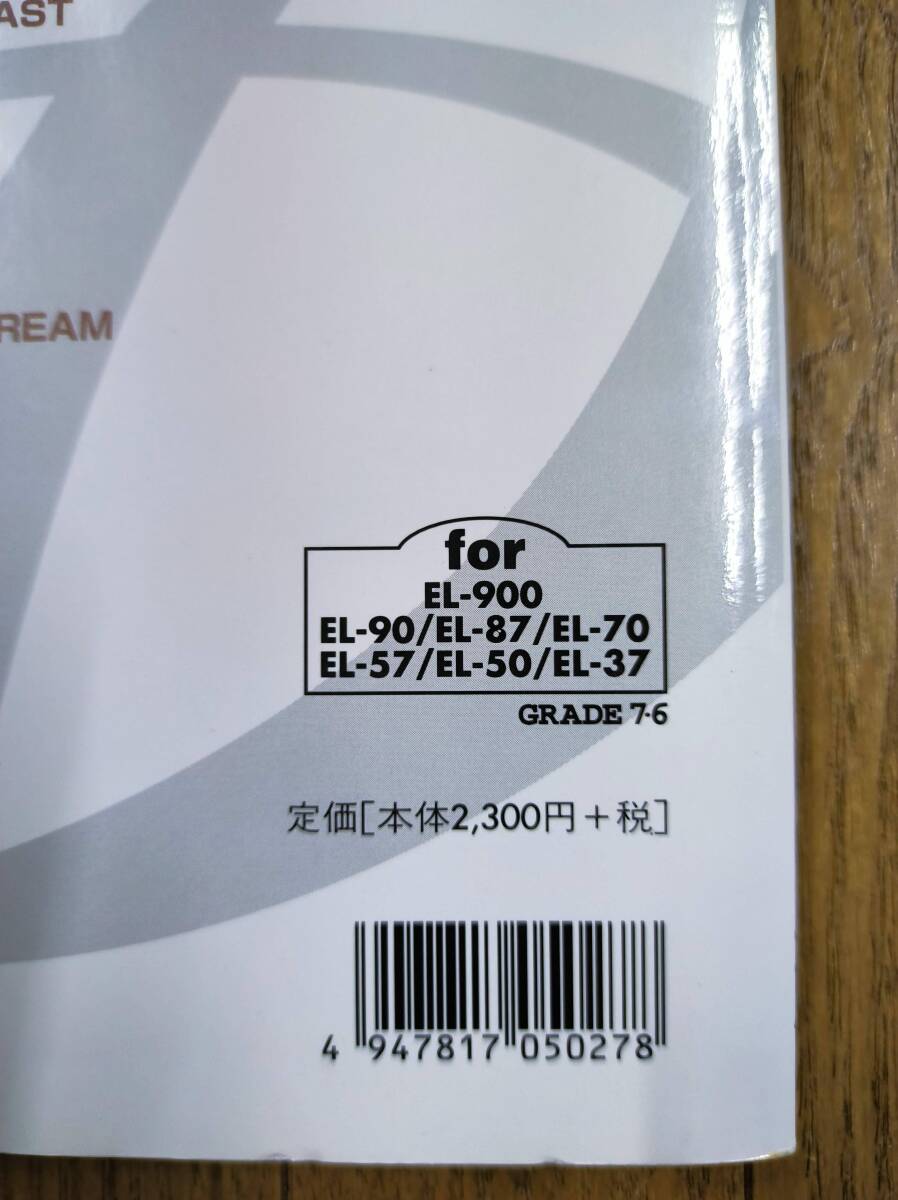 AST
REAM
for
EL-900
EL-90/EL-87/EL-70
EL-57/EL-50/EL-37
GRADE 7·6
定価[本体2,300円+税]
4 947817 050278